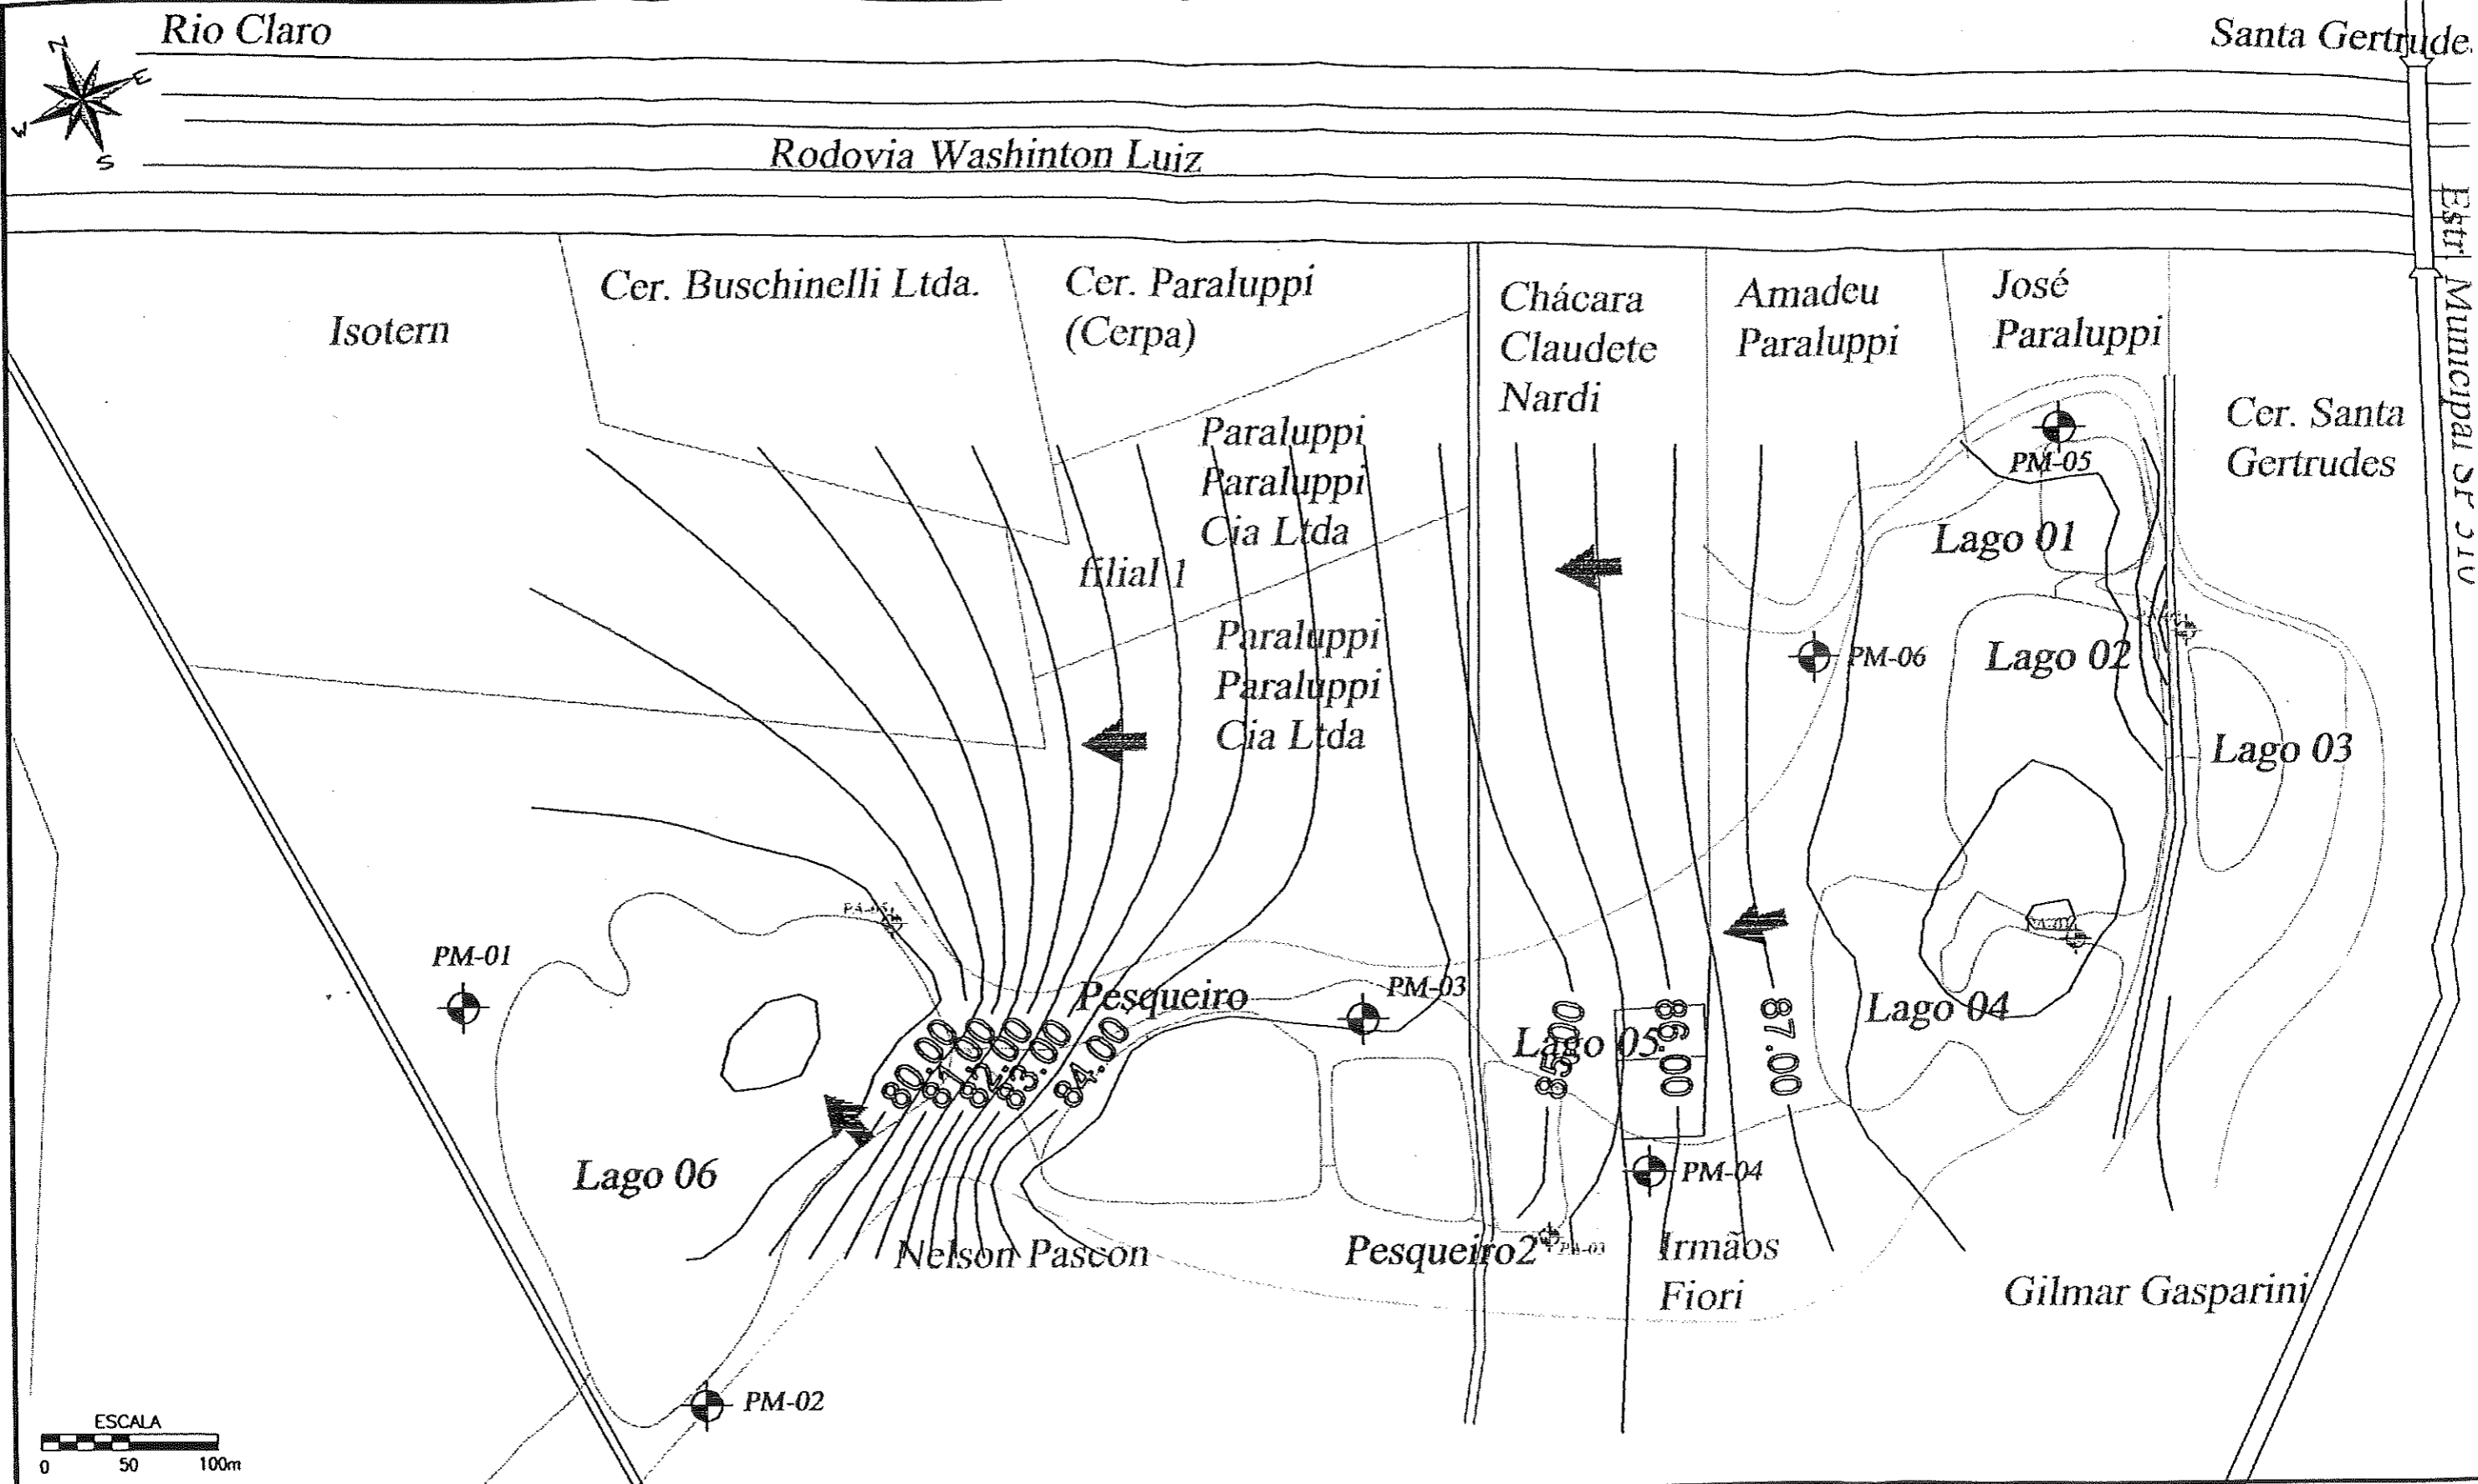 Rio Claro
Santa Gertrude
N
E
W
S
Rodovia Washinton Luiz
Estr. Municipal
Isotern
Cer. Buschinelli Ltda.
Cer. Paraluppi
(Cerpa)
Chácara
Claudete
Nardi
Amadeu
Paraluppi
José
Paraluppi
Cer. Santa
Gertrudes
Paraluppi
Paraluppi
Cia Ltda
filial 1
Paraluppi
Paraluppi
Cia Ltda
PM-05
Lago 01
PM-06
Lago 02
Lago 03
PM-01
Pesqueiro
PM-03
Lago 04
Lago 05
80.00
81.00
82.00
83.00
84.00
85.00
86.00
87.00
Lago 06
PM-04
Nelson Pascon
Pesqueiro2
PA-03
Irmãos
Fiori
Gilmar Gasparini
PM-02
ESCALA
0 50 100m